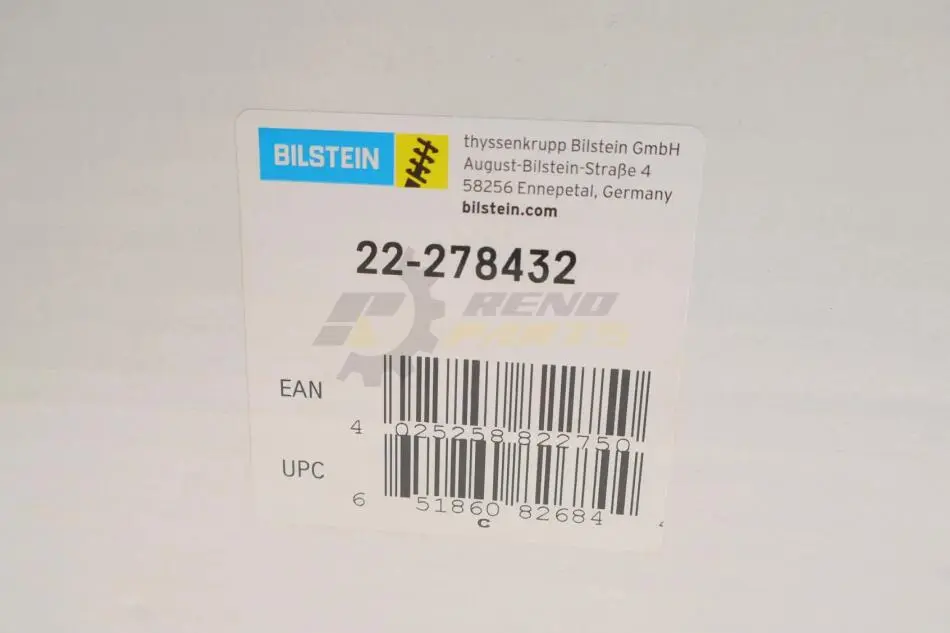 BILSTEIN
thyssenkrupp Bilstein GmbH
August-Bilstein-Straße 4
58256 Ennepetal, Germany
bilstein.com
22-278432
RENO
PARTS
EAN
4 025258 822750
UPC
6 51860 82684
C